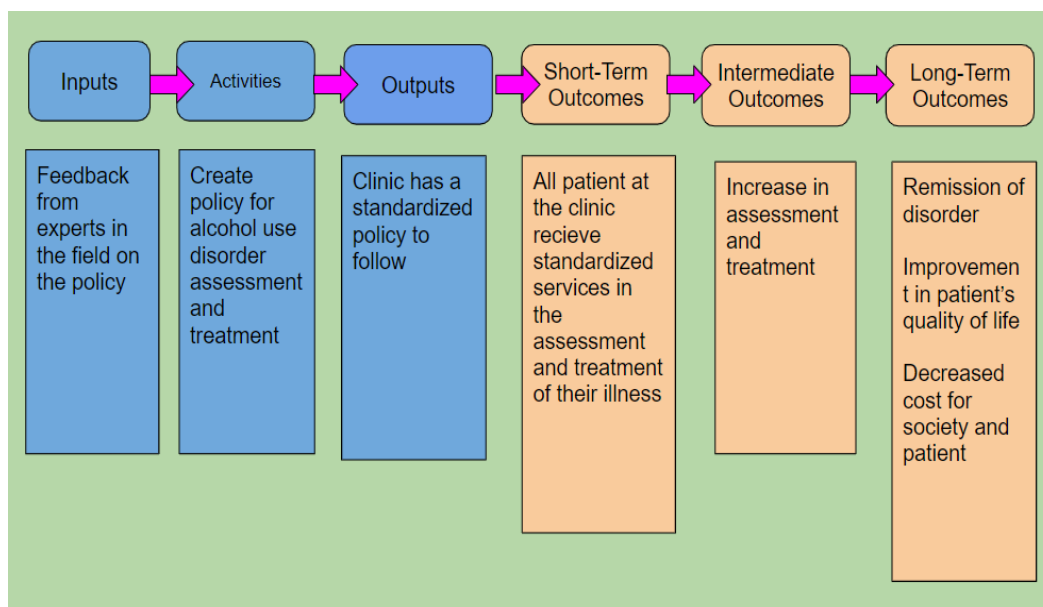 Inputs
Activities
Outputs
Short-Term
Outcomes
Intermediate
Outcomes
Long-Term
Outcomes
Feedback
from
experts in
the field on
the policy
Create
policy for
alcohol use
disorder
assessment
and
treatment
Clinic has a
standardized
policy to
follow
All patient at
the clinic
recieve
standardized
services in
the
assessment
and treatment
of their illness
Increase in
assessment
and
treatment
Remission of
disorder
Improvemen
t in patient's
quality of life
Decreased
cost for
society and
patient